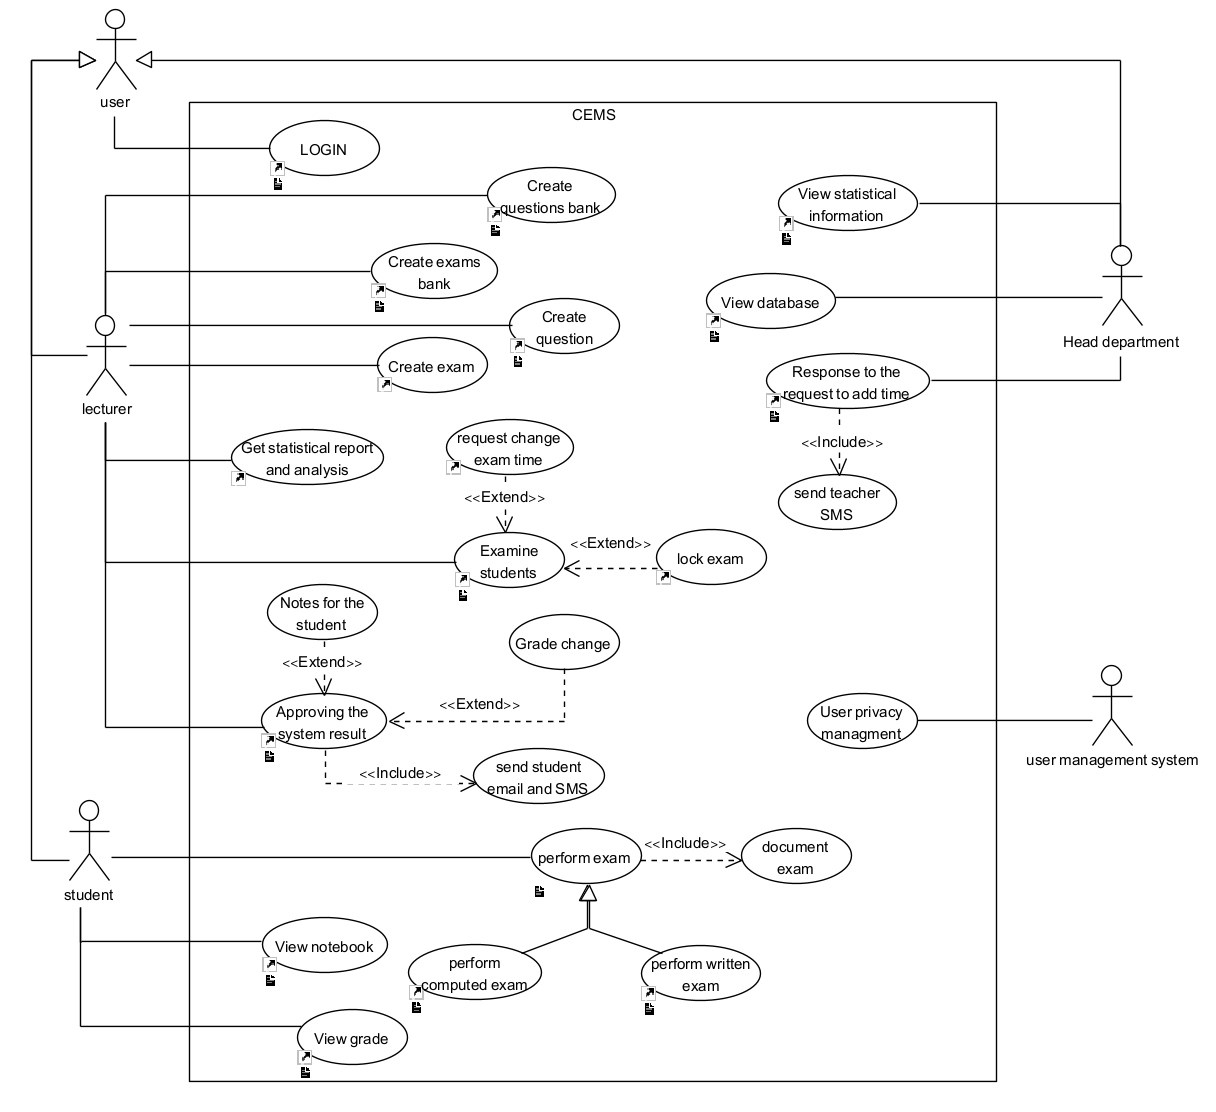 user
CEMS
LOGIN
Create
questions bank
View statistical
information
Create exams
bank
View database
Create
question
Head department
Create exam
Response to the
request to add time
lecturer
request change
exam time
<<Include>>
Get statistical report
and analysis
<<Extend>>
send teacher
SMS
Examine
students
<<Extend>>
lock exam
Notes for the
student
Grade change
<<Extend>>
<<Extend>>
Approving the
system result
User privacy
managment
user management system
<<Include>>
send student
email and SMS
perform exam
<<Include>>
document
exam
student
View notebook
perform
computed exam
perform written
exam
View grade